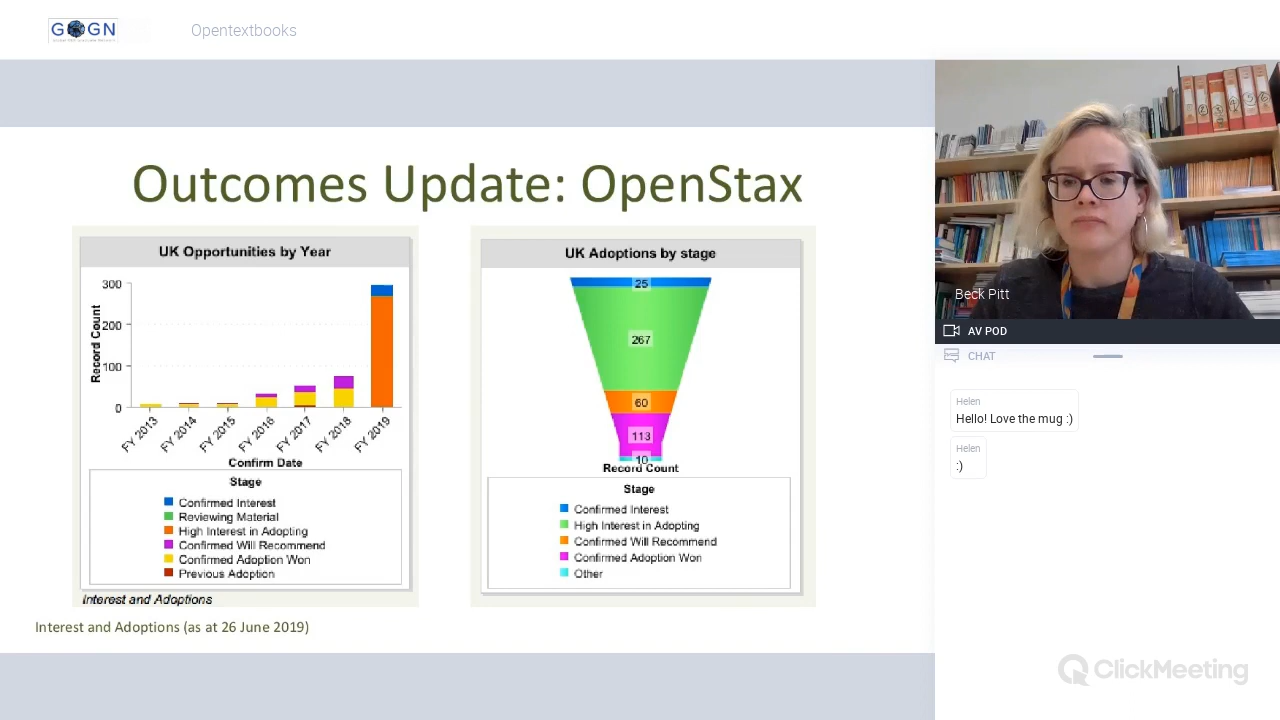 GOGN
Opentextbooks
Outcomes Update: OpenStax
UK Opportunities by Year
300
200
100
0
Record Count
FY 2013
FY 2014
FY 2015
FY 2016
FY 2017
FY 2018
FY 2019
Confirm Date
Stage
Confirmed Interest
Reviewing Material
High Interest in Adopting
Confirmed Will Recommend
Confirmed Adoption Won
Previous Adoption
Interest and Adoptions
UK Adoptions by stage
25
267
60
113
10
Record Count
Stage
Confirmed Interest
High Interest in Adopting
Confirmed Will Recommend
Confirmed Adoption Won
Other
Interest and Adoptions (as at 26 June 2019)
Beck Pitt
AV POD
CHAT
Helen
Hello! Love the mug :)
Helen
:)
ClickMeeting